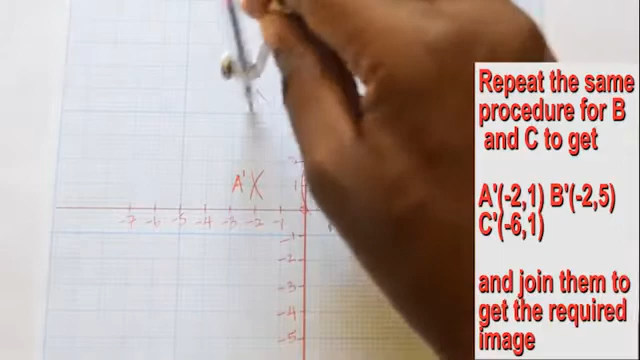 Repeat the same
procedure for B
and C to get
A'(-2,1) B'(-2,5)
C'(-6,1)
and join them to
get the required
image
A'
1
-7 -6 -5 -4 -3 -2 -1
-1
-2
-3
-4
-5